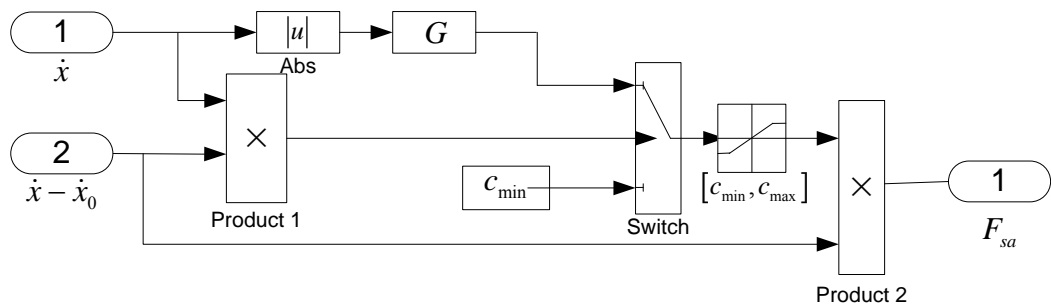 1
ẋ
|u|
Abs
G
2
ẋ − ẋ₀
×
Product 1
c_min
Switch
[c_min, c_max]
×
Product 2
1
F_sa